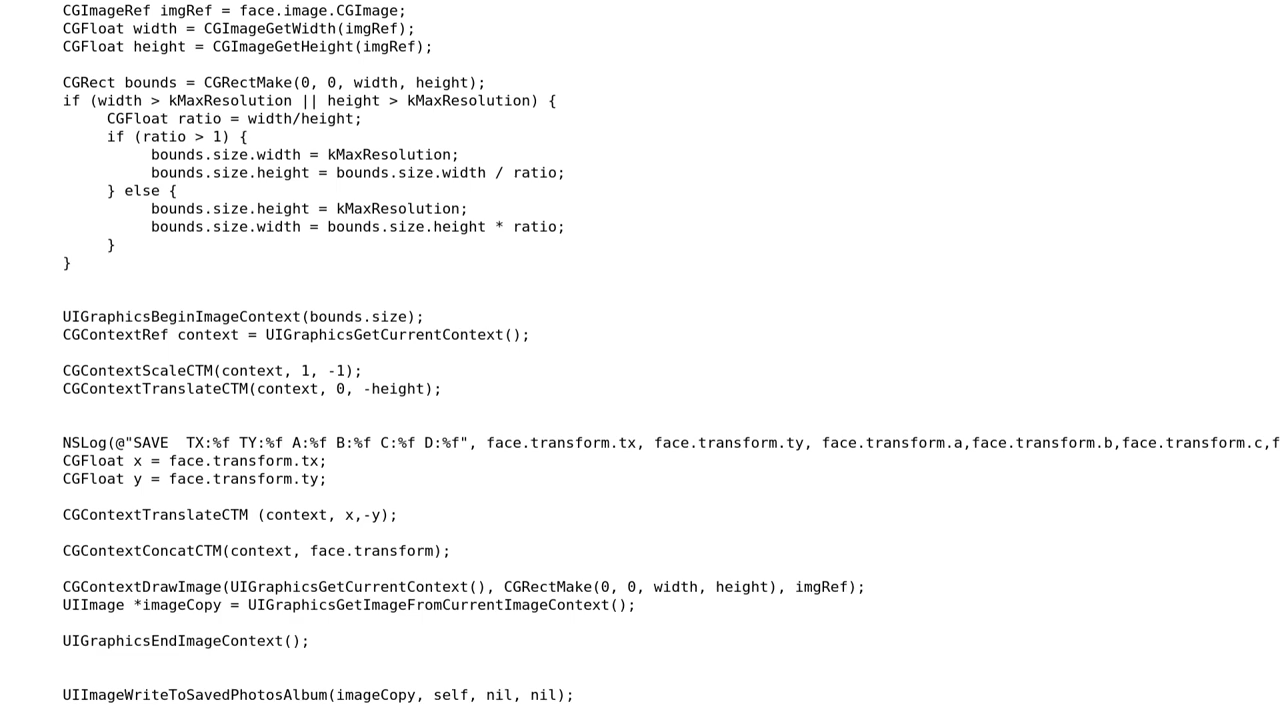 CGImageRef imgRef = face.image.CGImage;
CGFloat width = CGImageGetWidth(imgRef);
CGFloat height = CGImageGetHeight(imgRef);
CGRect bounds = CGRectMake(0, 0, width, height);
if (width > kMaxResolution || height > kMaxResolution) {
CGFloat ratio = width/height;
if (ratio > 1) {
bounds.size.width = kMaxResolution;
bounds.size.height = bounds.size.width / ratio;
} else {
bounds.size.height = kMaxResolution;
bounds.size.width = bounds.size.height * ratio;
}
}
UIGraphicsBeginImageContext(bounds.size);
CGContextRef context = UIGraphicsGetCurrentContext();
CGContextScaleCTM(context, 1, -1);
CGContextTranslateCTM(context, 0, -height);
NSLog(@"SAVE  TX:%f TY:%f A:%f B:%f C:%f D:%f", face.transform.tx, face.transform.ty, face.transform.a,face.transform.b,face.transform.c,f
CGFloat x = face.transform.tx;
CGFloat y = face.transform.ty;
CGContextTranslateCTM (context, x,-y);
CGContextConcatCTM(context, face.transform);
CGContextDrawImage(UIGraphicsGetCurrentContext(), CGRectMake(0, 0, width, height), imgRef);
UIImage *imageCopy = UIGraphicsGetImageFromCurrentImageContext();
UIGraphicsEndImageContext();
UIImageWriteToSavedPhotosAlbum(imageCopy, self, nil, nil);